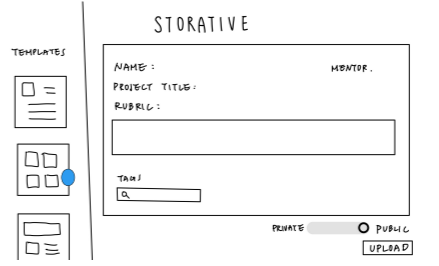 STORATIVE
TEMPLATES
NAME :
MENTOR.
PROJECT TITLE :
RUBRIC :
TAGS
PRIVATE
PUBLIC
UPLOAD